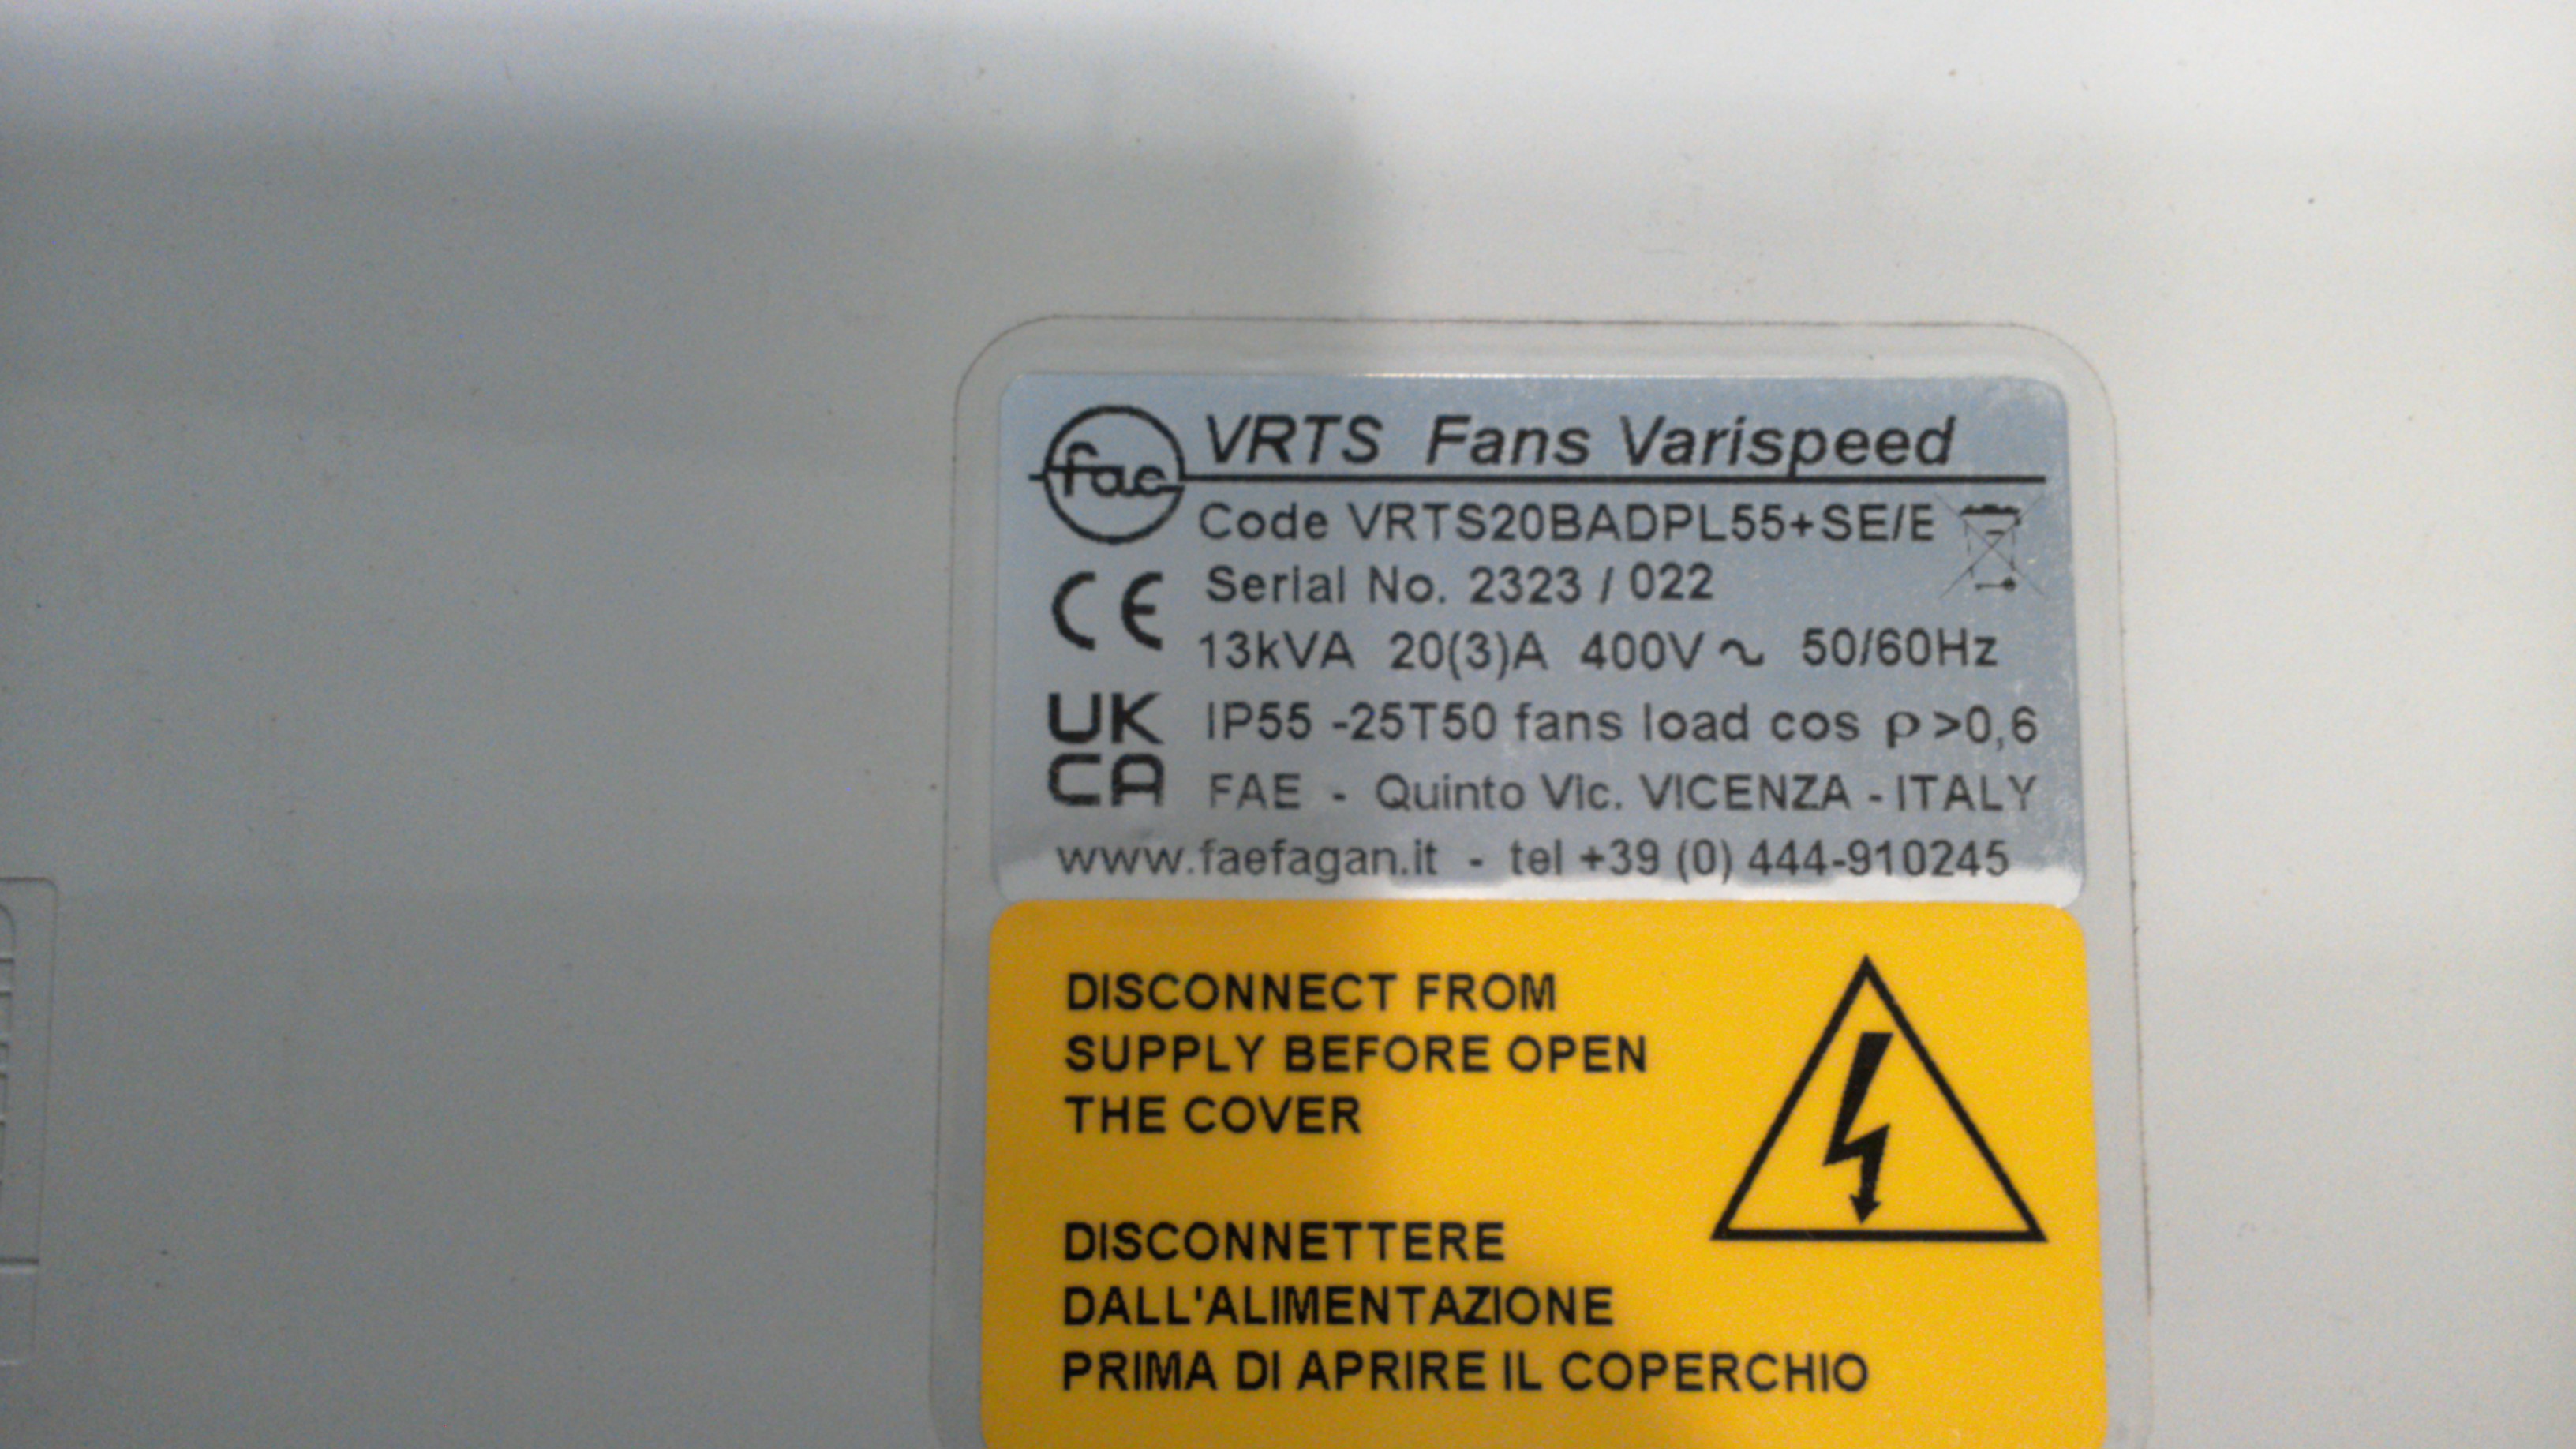 fae
VRTS Fans Varispeed
Code VRTS20BADPL55+SE/E
Serial No. 2323 / 022
CE
13kVA 20(3)A 400V ~ 50/60Hz
UK
CA
IP55 -25T50 fans load cos ρ >0,6
FAE - Quinto Vic. VICENZA - ITALY
www.faefagan.it - tel +39 (0) 444-910245
DISCONNECT FROM
SUPPLY BEFORE OPEN
THE COVER
DISCONNETTERE
DALL'ALIMENTAZIONE
PRIMA DI APRIRE IL COPERCHIO